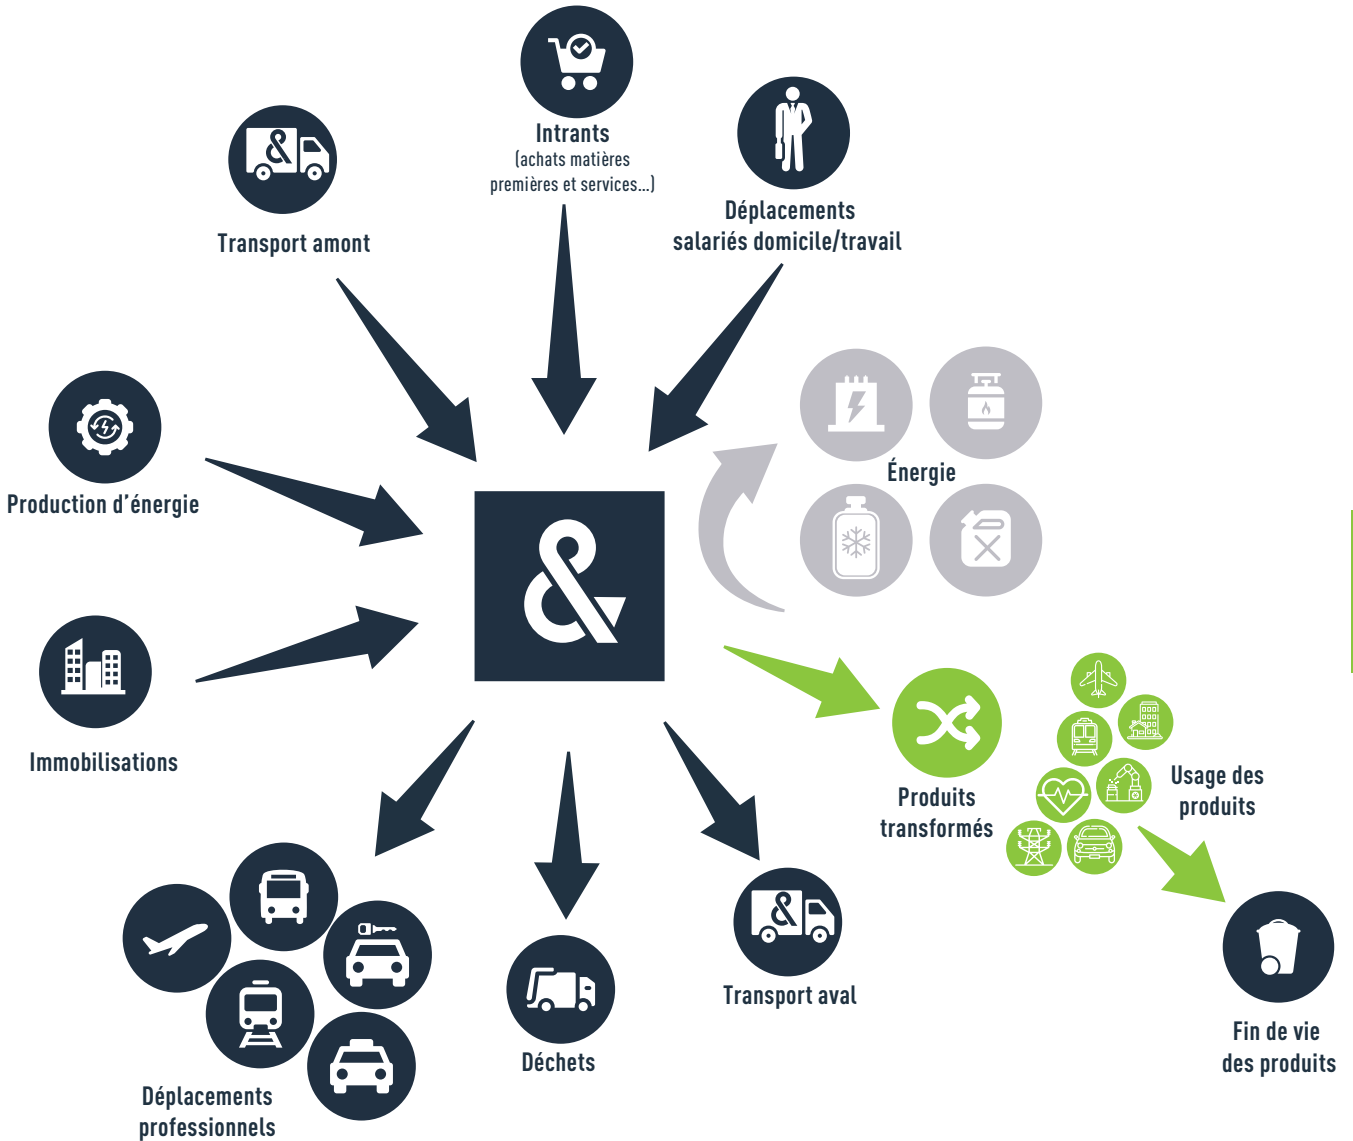 Intrants
(achats matières
premières et services...)
Déplacements
salariés domicile/travail
Transport amont
Énergie
Production d'énergie
&
Immobilisations
Produits
transformés
Usage des
produits
Transport aval
Déchets
Fin de vie
des produits
Déplacements
professionnels